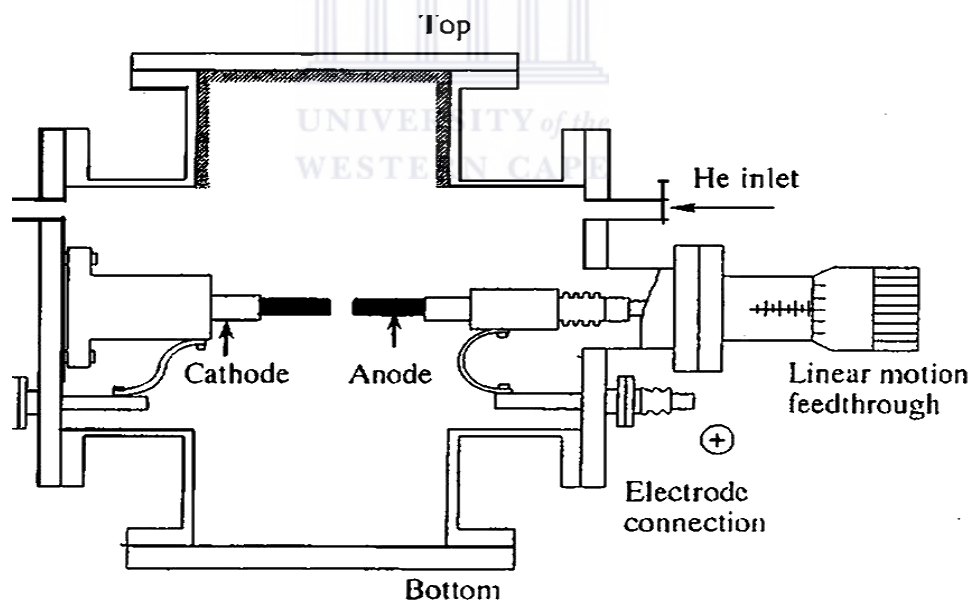 Top
UNIVERSITY of the
WESTERN CAPE
He inlet
Cathode
Anode
Linear motion
feedthrough
+
Electrode
connection
Bottom